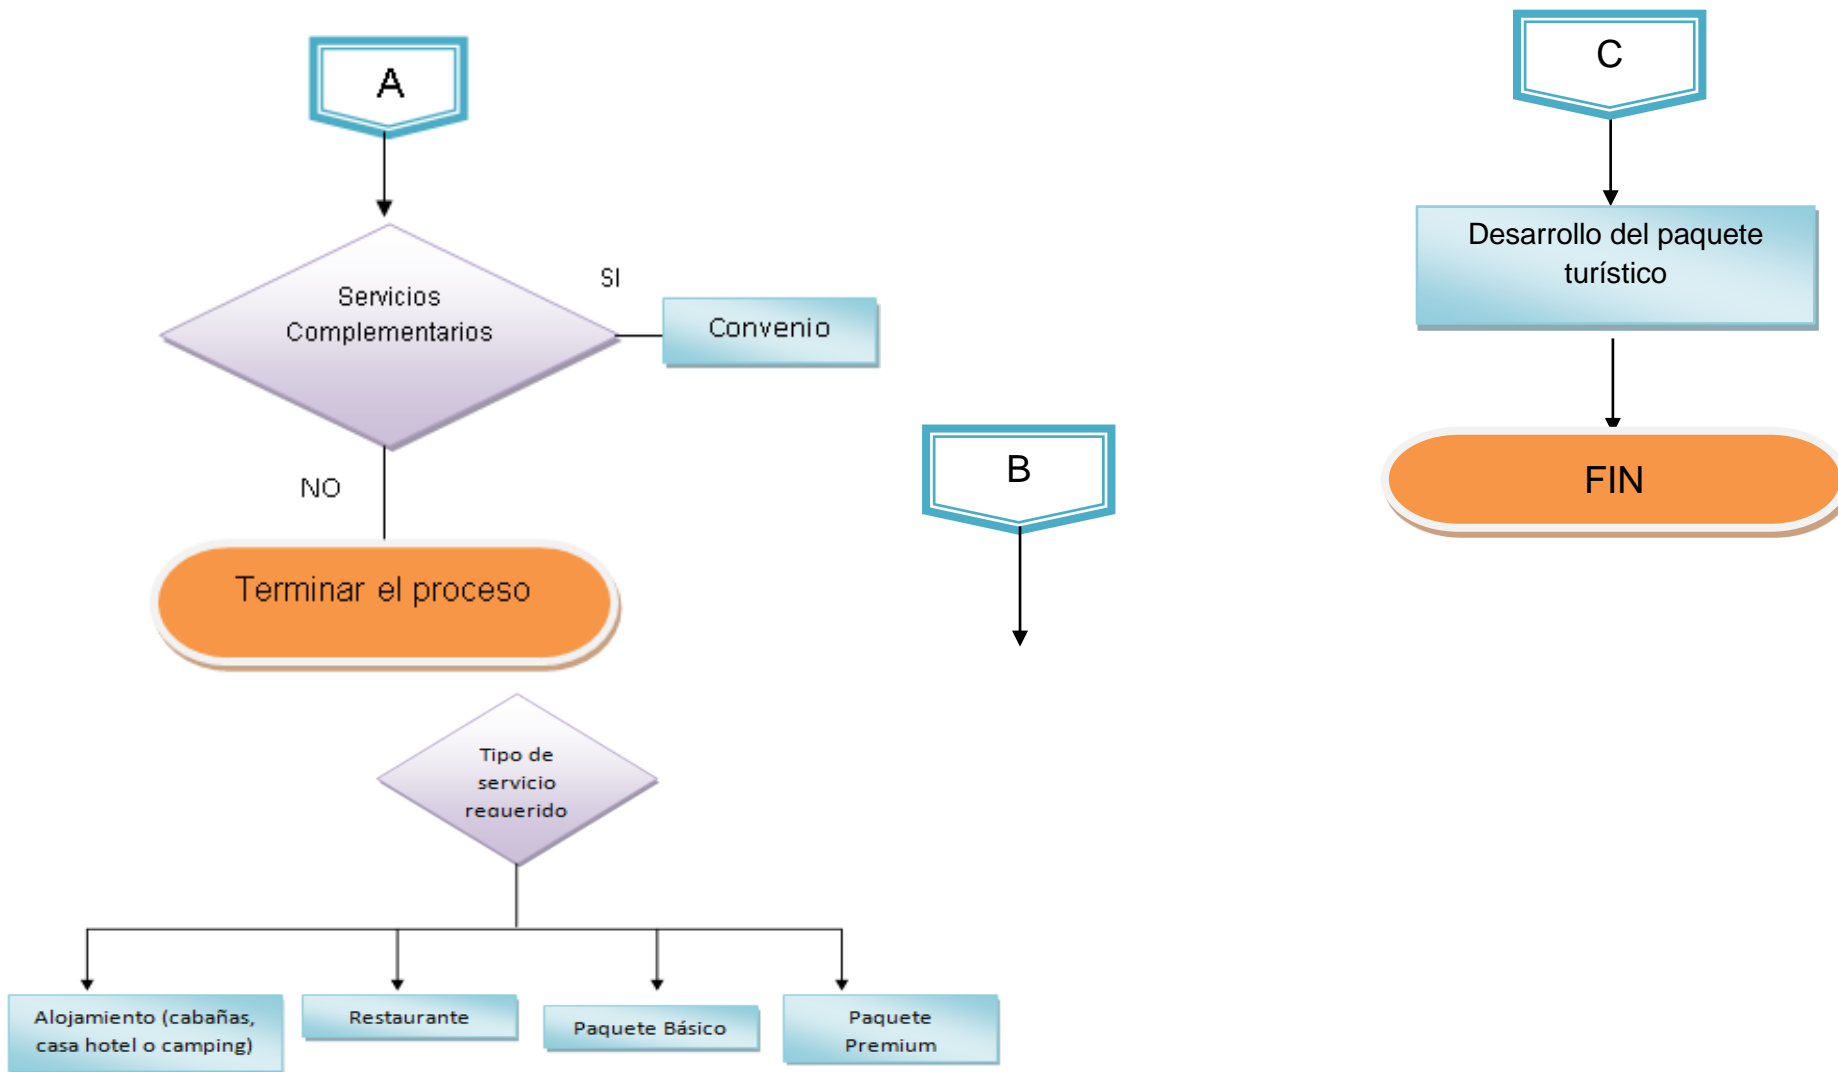 A
Servicios
Complementarios
SI
Convenio
NO
Terminar el proceso
B
C
Desarrollo del paquete
turístico
FIN
Tipo de
servicio
requerido
Alojamiento (cabañas,
casa hotel o camping)
Restaurante
Paquete Básico
Paquete
Premium